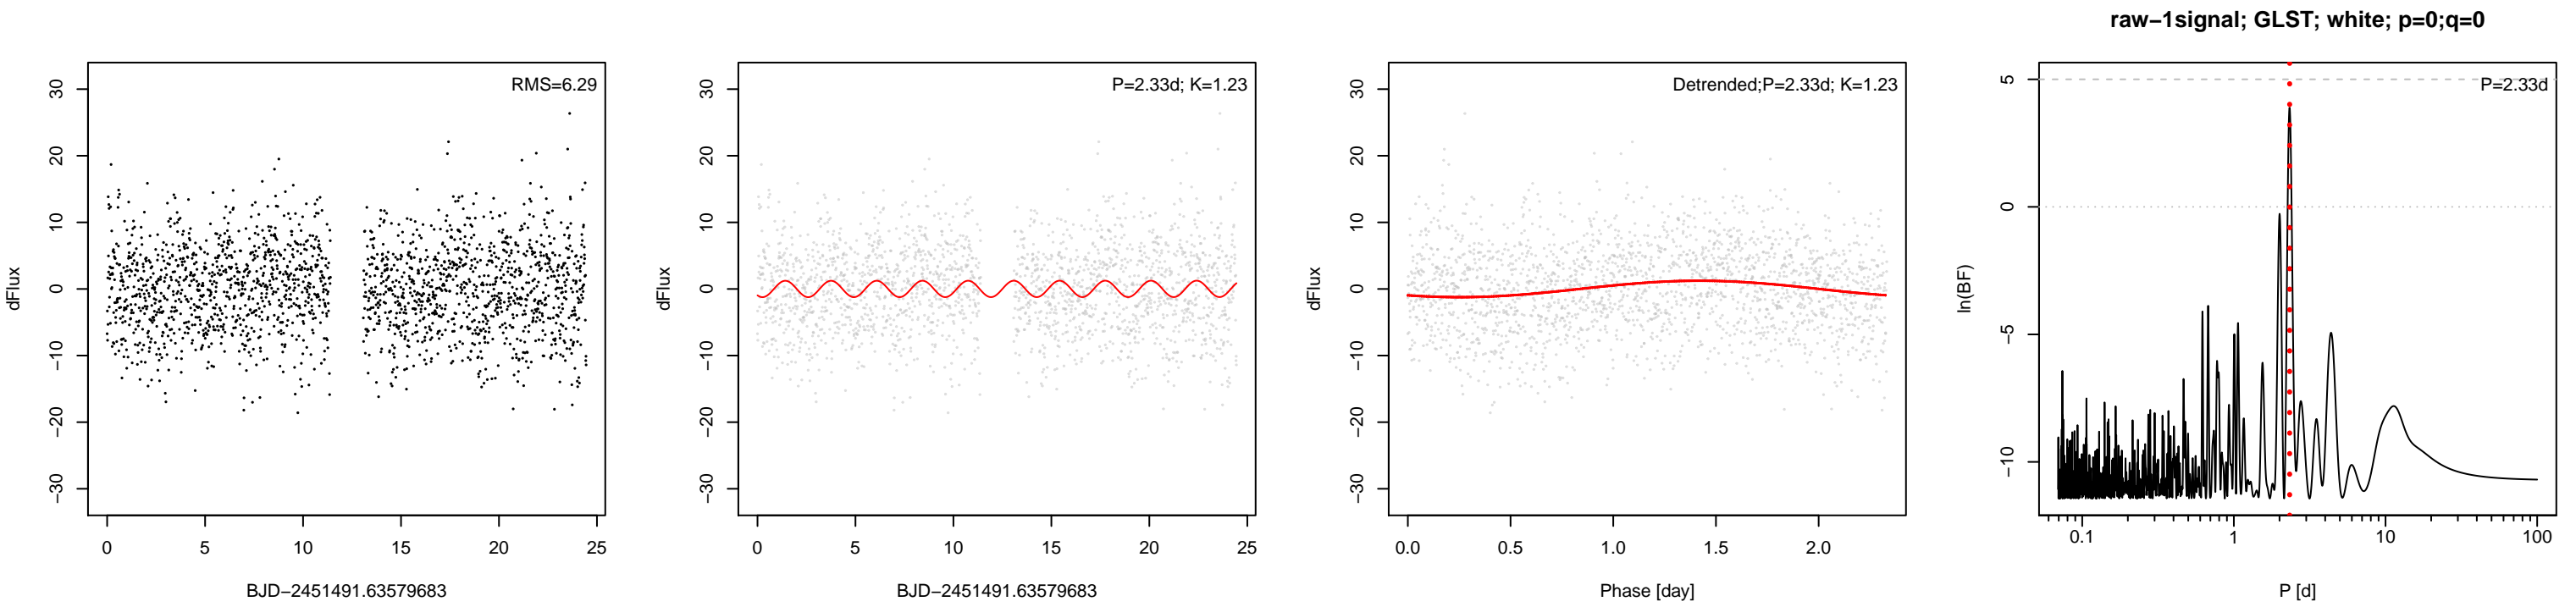 raw−1signal; GLST; white; p=0;q=0
dFlux
30
20
10
0
−10
−20
−30
RMS=6.29
0 5 10 15 20 25
BJD−2451491.63579683
dFlux
30
20
10
0
−10
−20
−30
P=2.33d; K=1.23
0 5 10 15 20 25
BJD−2451491.63579683
dFlux
30
20
10
0
−10
−20
−30
Detrended;P=2.33d; K=1.23
0.0 0.5 1.0 1.5 2.0
Phase [day]
ln(BF)
5
0
−5
−10
P=2.33d
0.1 1 10 100
P [d]